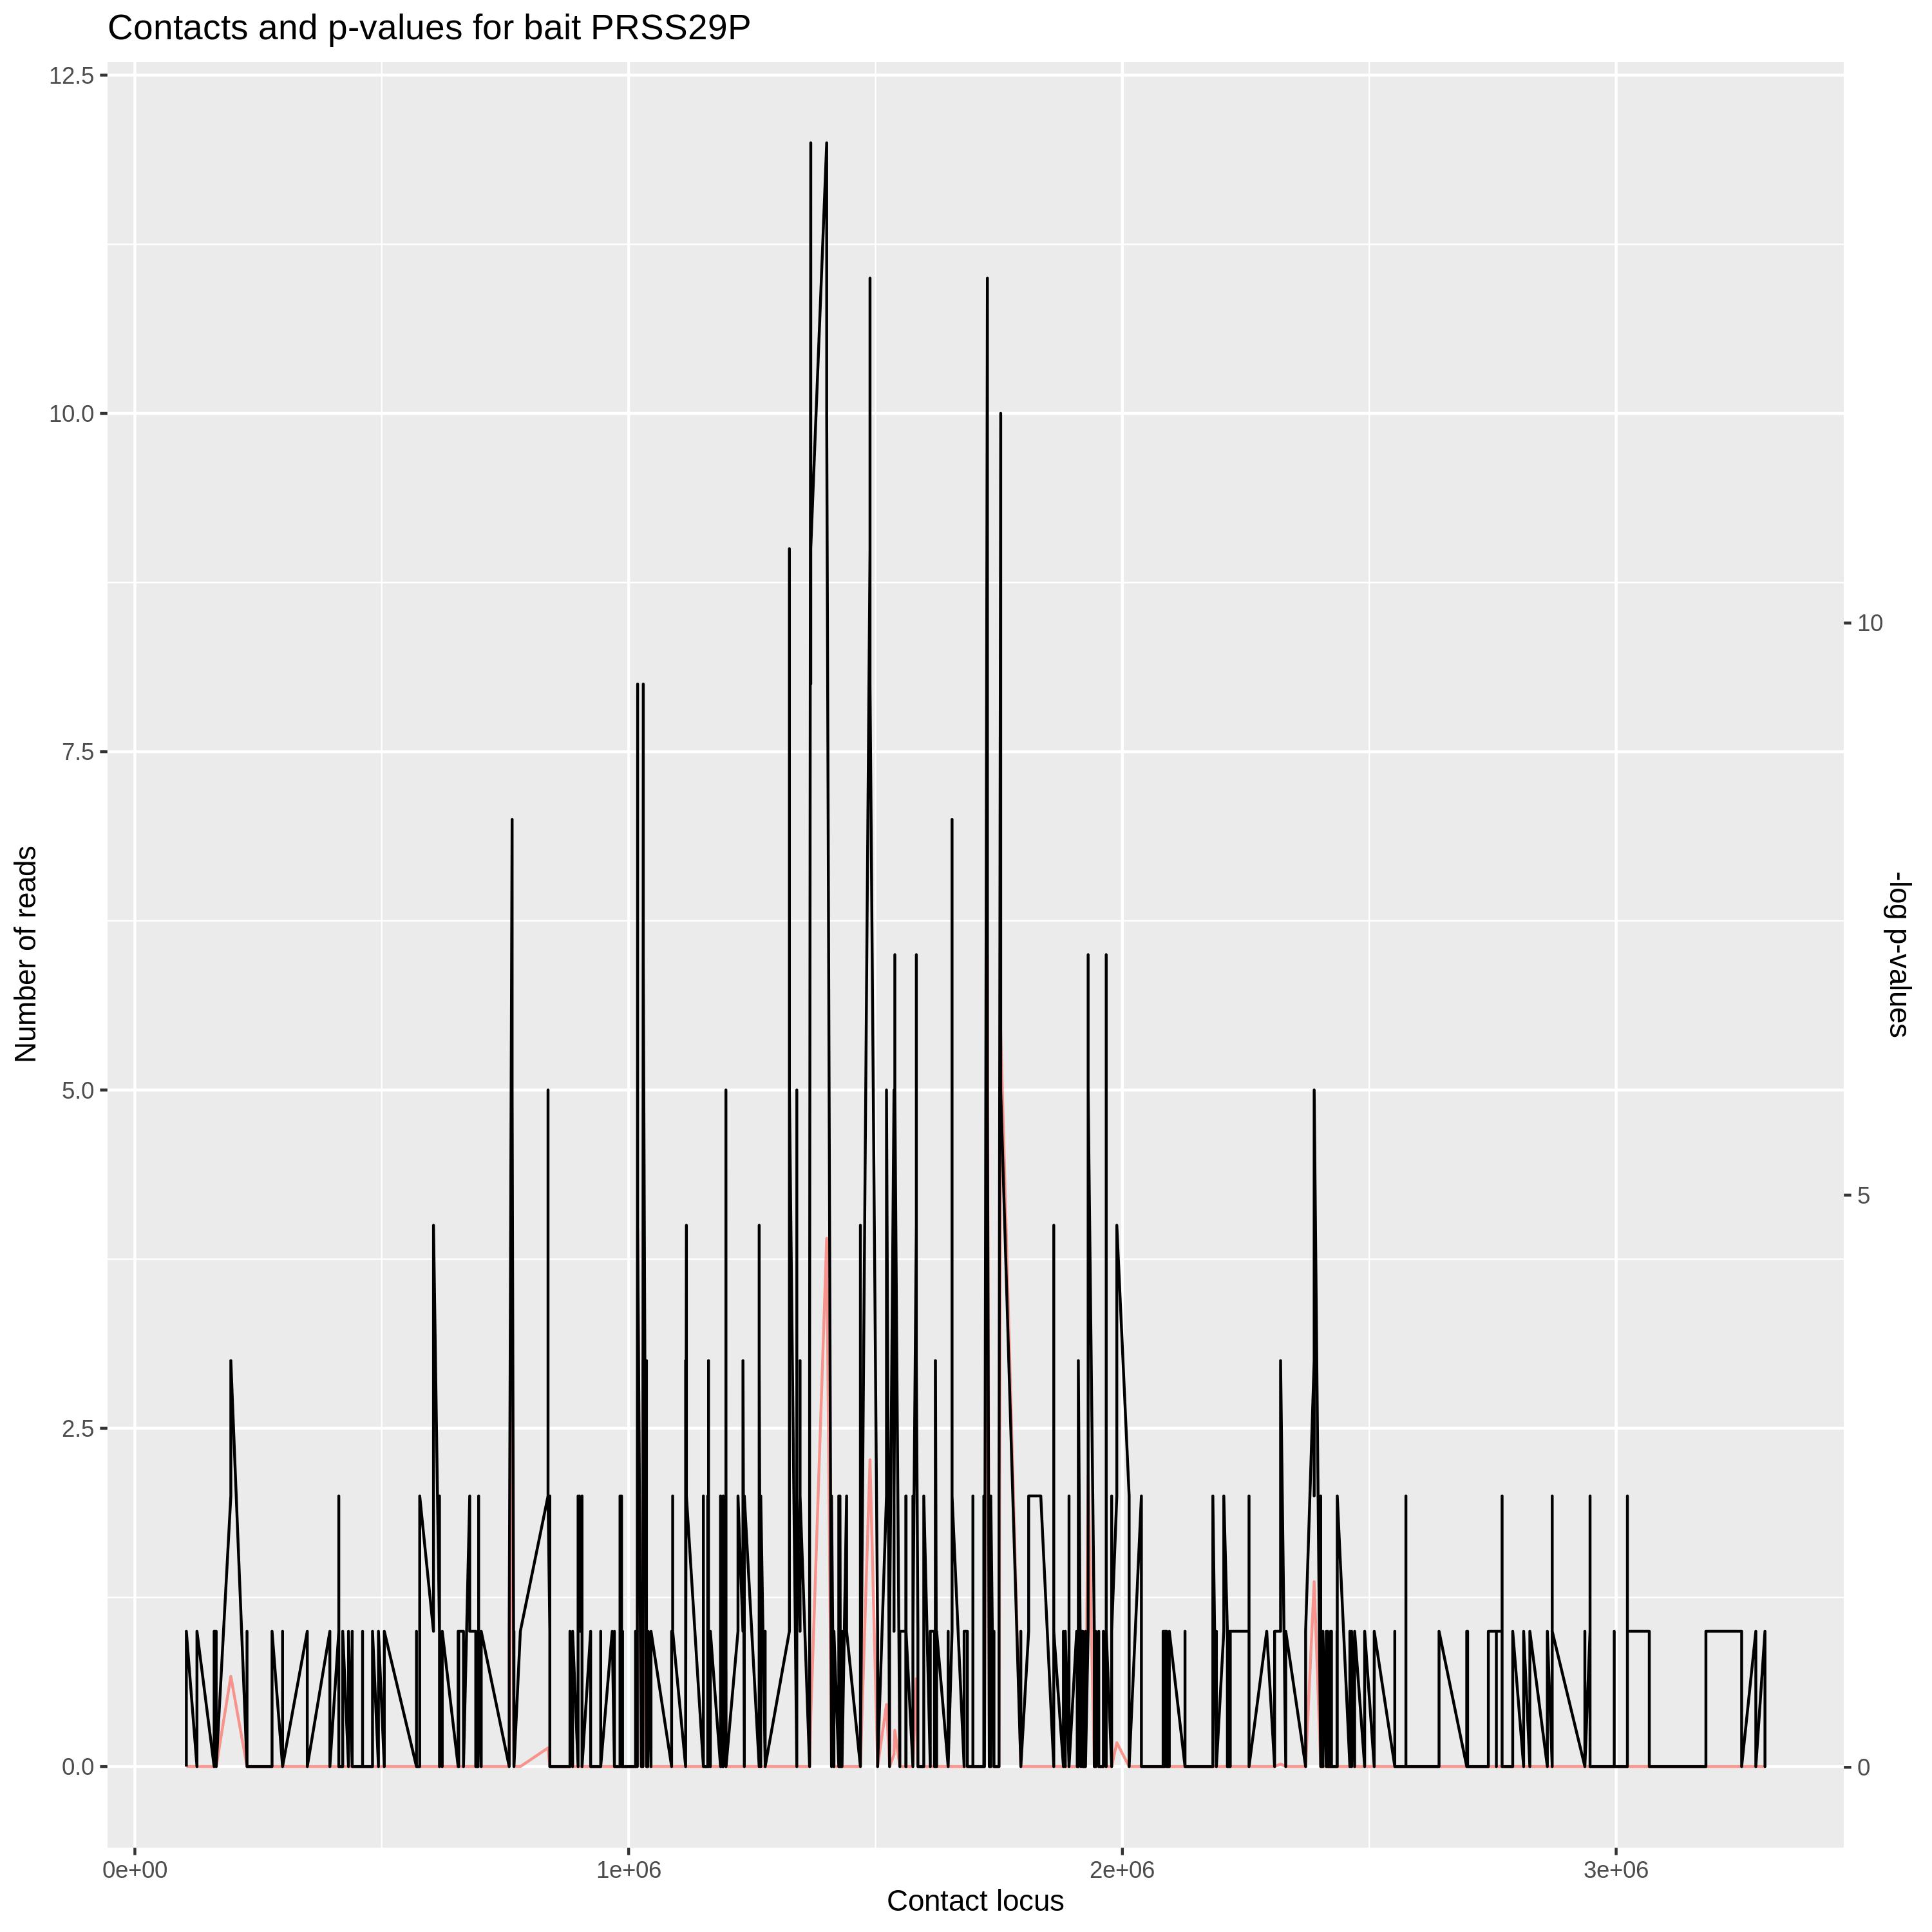 Contacts and p-values for bait PRSS29P
12.5
10.0
7.5
5.0
2.5
0.0
Number of reads
10
5
0
-log p-values
0e+00
1e+06
2e+06
3e+06
Contact locus